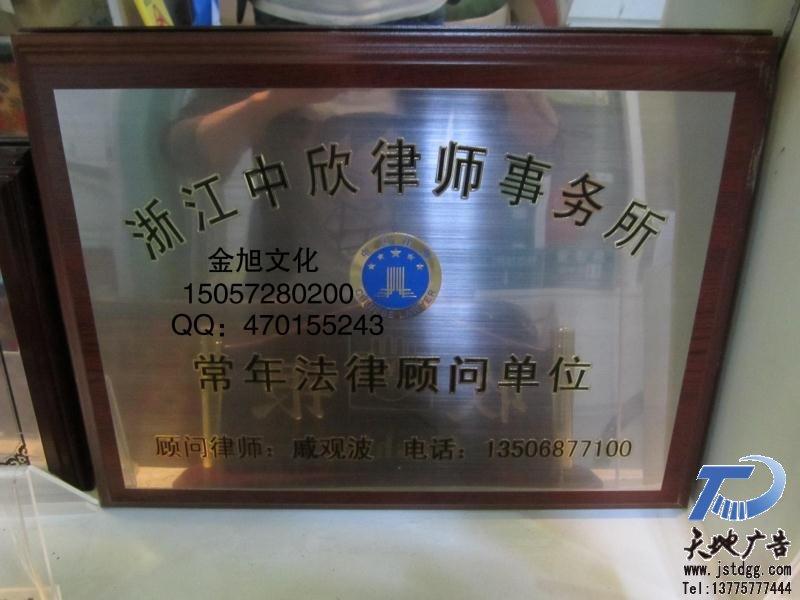 浙江中欣律师事务所
金旭文化
15057280200
QQ：470155243
常年法律顾问单位
顾问律师：戚观波 电话：13506877100
天地广告
www.jstdgg.com
Tel:13775777444